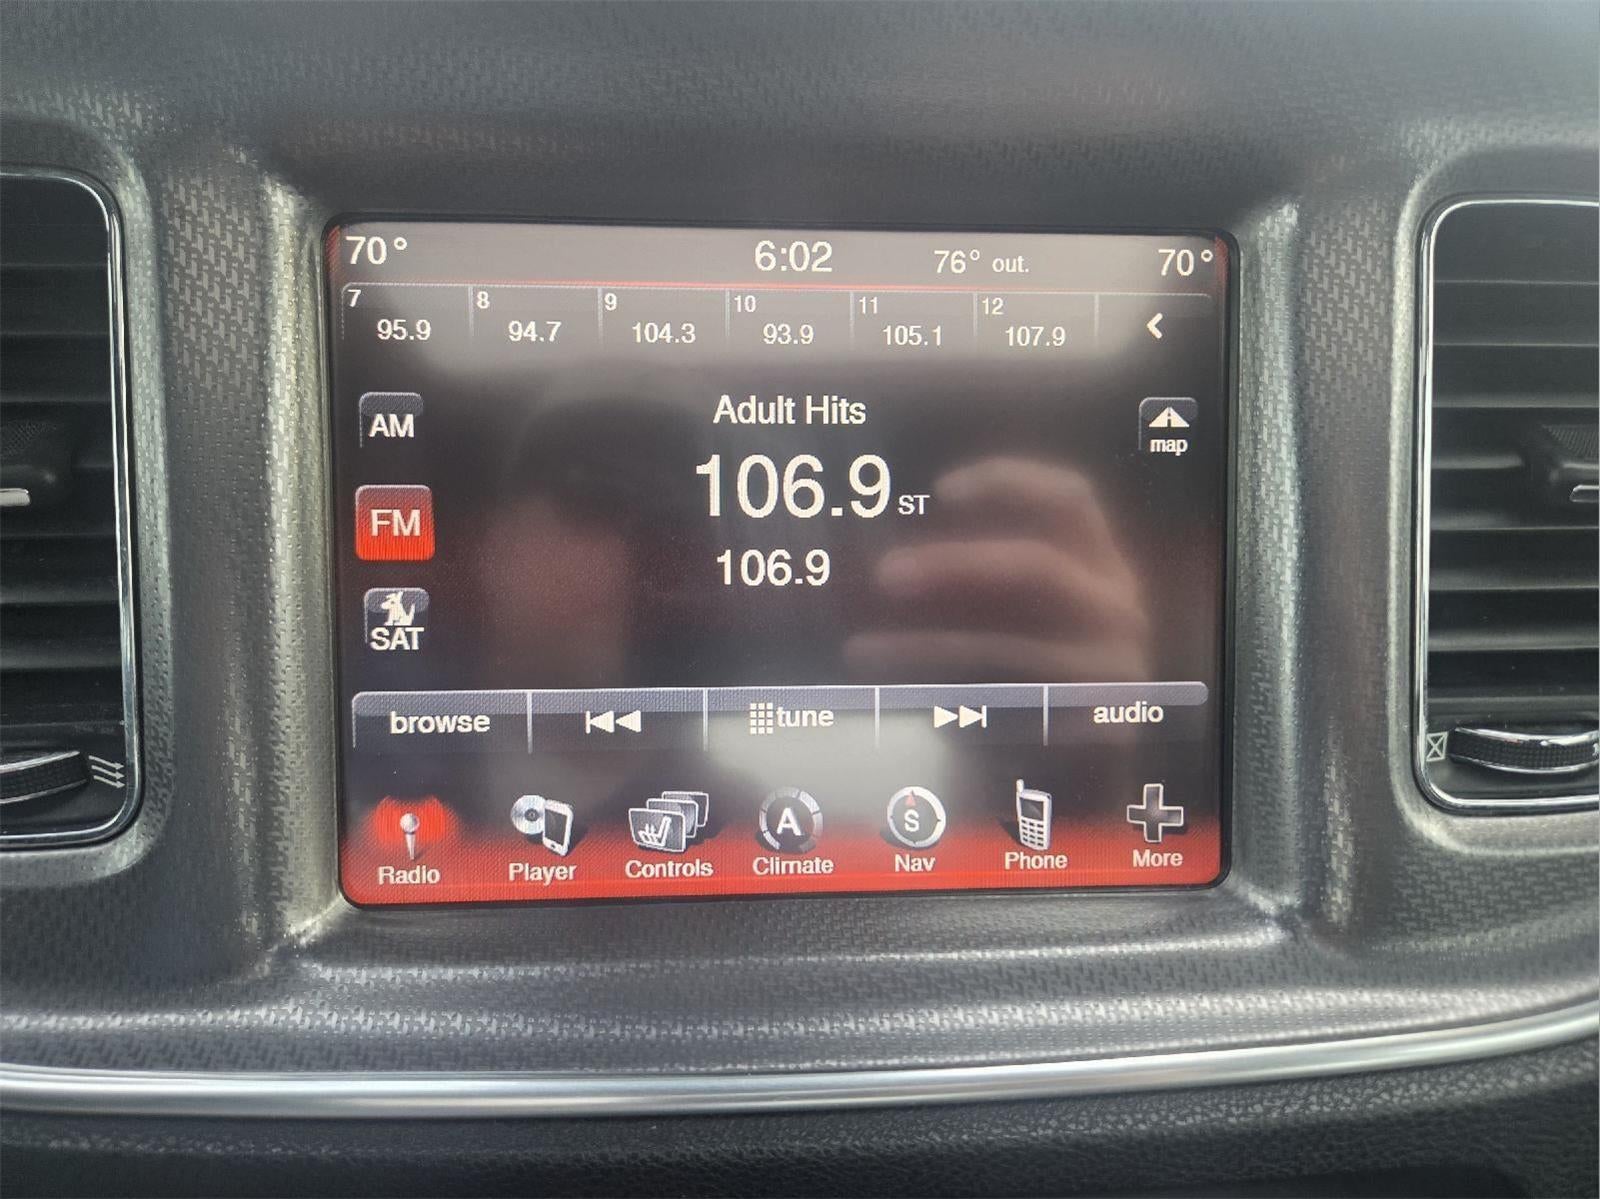 70° 6:02 76° out. 70°
7 8 9 10 11 12
95.9 94.7 104.3 93.9 105.1 107.9
Adult Hits
AM
map
106.9 ST
FM
106.9
SAT
browse tune audio
A S
Radio Player Controls Climate Nav Phone More